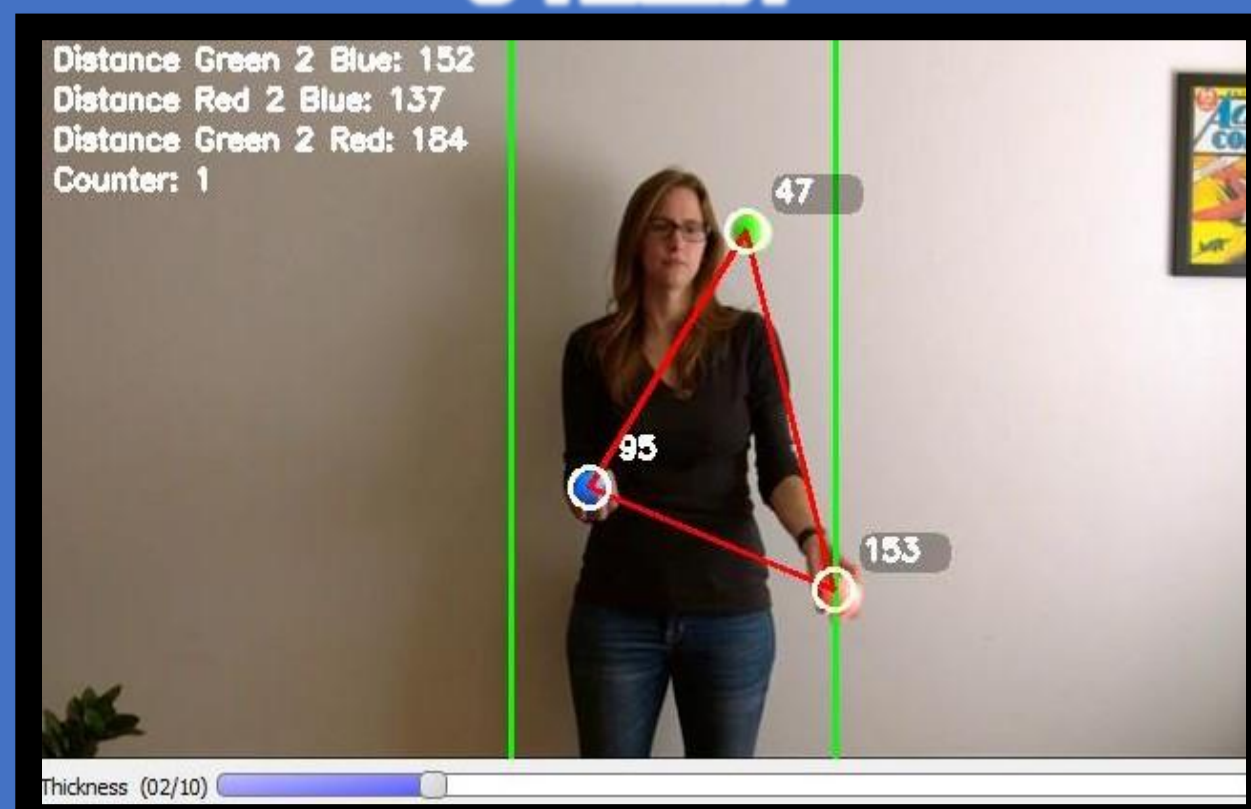 Distance Green 2 Blue: 152
Distance Red 2 Blue: 137
Distance Green 2 Red: 184
Counter: 1
47
95
153
Thickness (02/10)